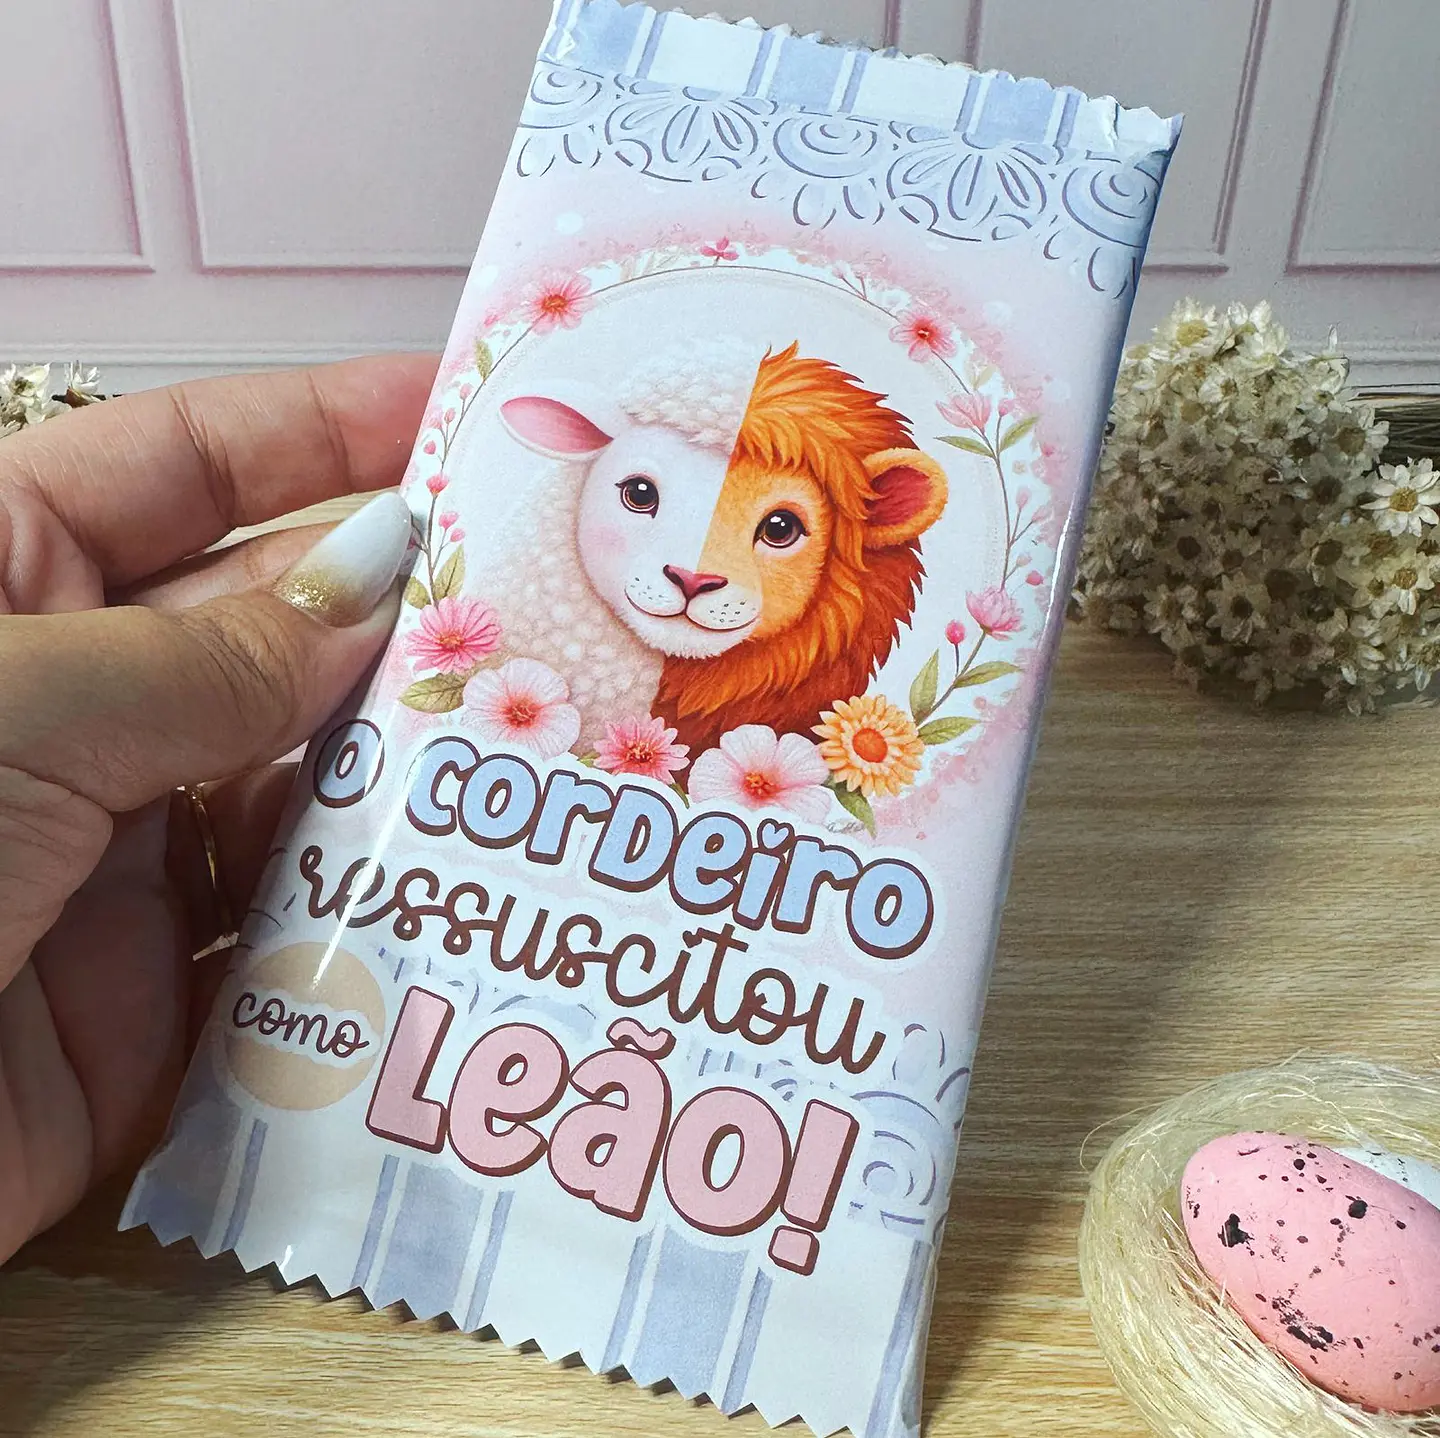 O CORDeiRO
ressuscitou
como Leão!